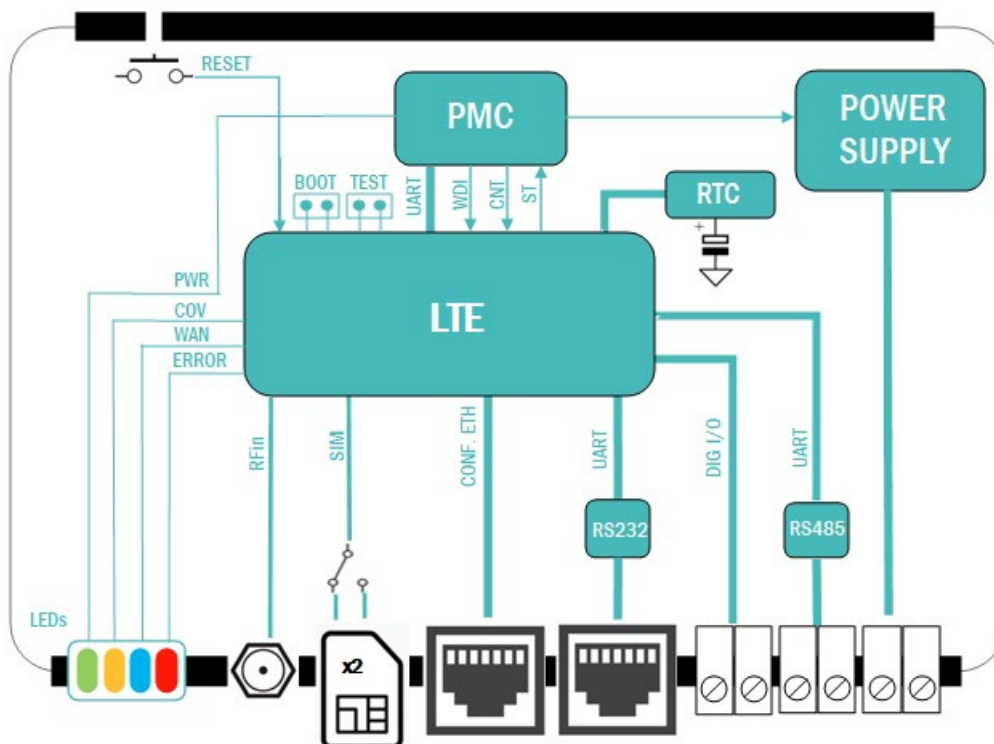 RESET
PMC
POWER
SUPPLY
BOOT
TEST
UART
WDI
CNT
ST
RTC
+
PWR
COV
WAN
ERROR
LTE
RFin
SIM
CONF. ETH
UART
DIG I/O
UART
RS232
RS485
LEDs
x2